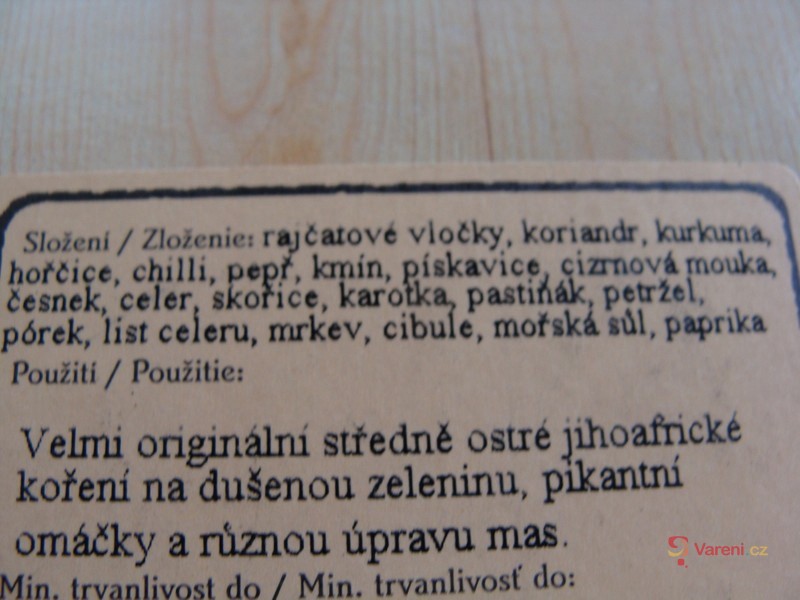 Složení / Zloženie: rajčatové vločky, koriandr, kurkuma,
hořčice, chilli, pepř, kmín, pískavice, cizrnová mouka,
česnek, celer, skořice, karotka, pastiňák, petržel,
pórek, list celeru, mrkev, cibule, mořská sůl, paprika
Použití / Použitie:
Velmi originální středně ostré jihoafrické
koření na dušenou zeleninu, pikantní
omáčky a různou úpravu mas.
Min. trvanlivost do / Min. trvanlivosť do:
Vareni.cz